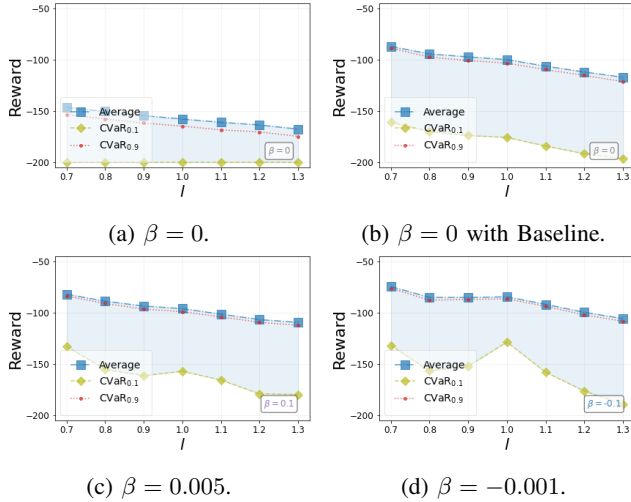 −50
−100
−150
−200
Reward
Average
CVaR0.1
CVaR0.9
β = 0
0.7 0.8 0.9 1.0 1.1 1.2 1.3
l
(a) β = 0.
−50
−100
−150
−200
Reward
Average
CVaR0.1
CVaR0.9
β = 0
0.7 0.8 0.9 1.0 1.1 1.2 1.3
l
(b) β = 0 with Baseline.
−50
−100
−150
−200
Reward
Average
CVaR0.1
CVaR0.9
β = 0.1
0.7 0.8 0.9 1.0 1.1 1.2 1.3
l
(c) β = 0.005.
−50
−100
−150
−200
Reward
Average
CVaR0.1
CVaR0.9
β = -0.1
0.7 0.8 0.9 1.0 1.1 1.2 1.3
l
(d) β = −0.001.